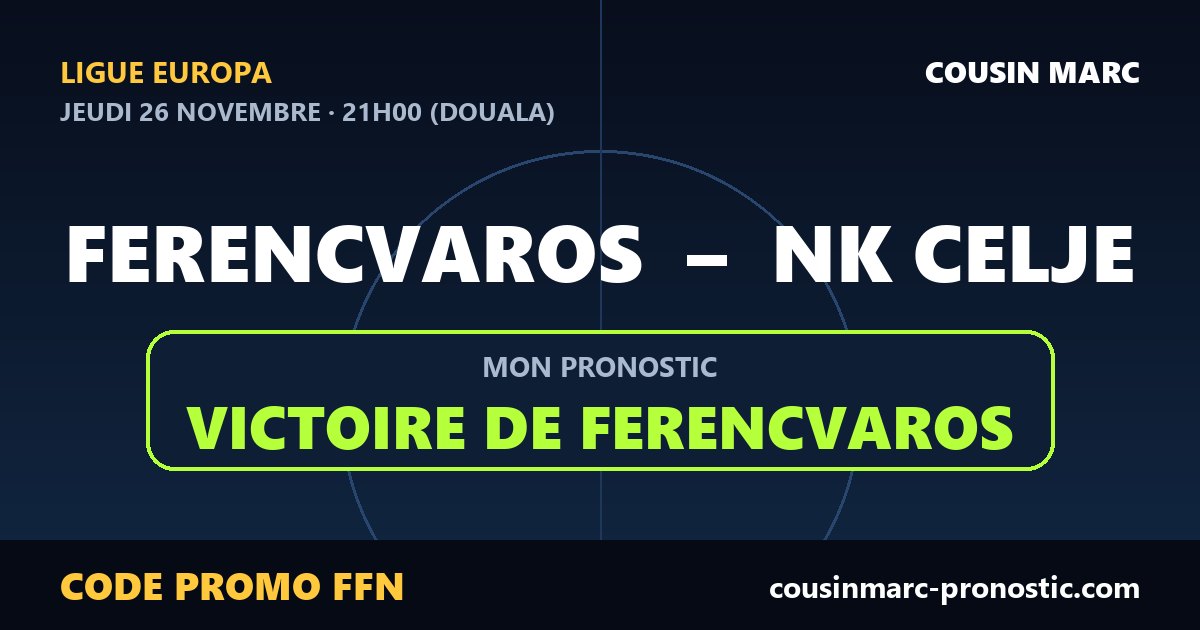 LIGUE EUROPA
COUSIN MARC
JEUDI 26 NOVEMBRE · 21H00 (DOUALA)
FERENCVAROS – NK CELJE
MON PRONOSTIC
VICTOIRE DE FERENCVAROS
CODE PROMO FFN
cousinmarc-pronostic.com